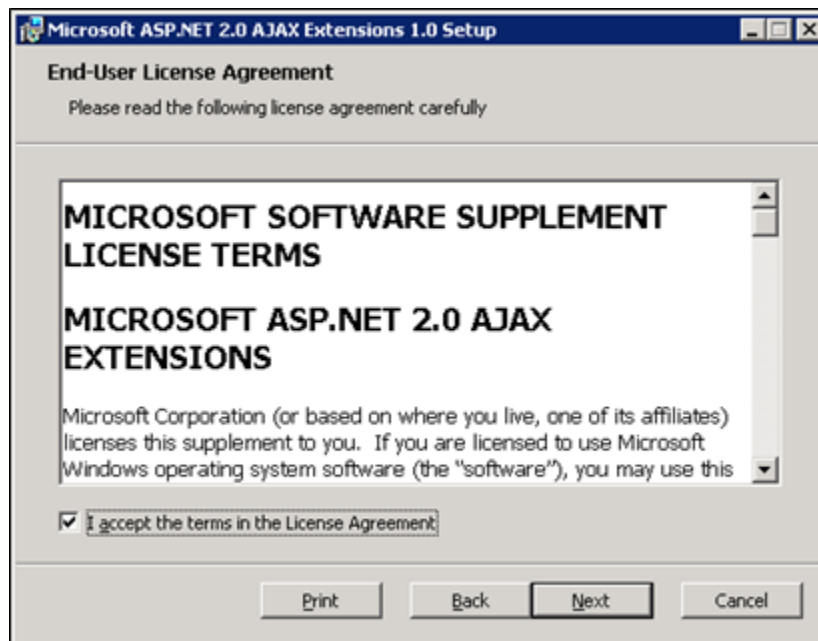 Microsoft ASP.NET 2.0 AJAX Extensions 1.0 Setup
End-User License Agreement
Please read the following license agreement carefully
MICROSOFT SOFTWARE SUPPLEMENT
LICENSE TERMS
MICROSOFT ASP.NET 2.0 AJAX
EXTENSIONS
Microsoft Corporation (or based on where you live, one of its affiliates)
licenses this supplement to you.  If you are licensed to use Microsoft
Windows operating system software (the "software"), you may use this
I accept the terms in the License Agreement
Print Back Next Cancel